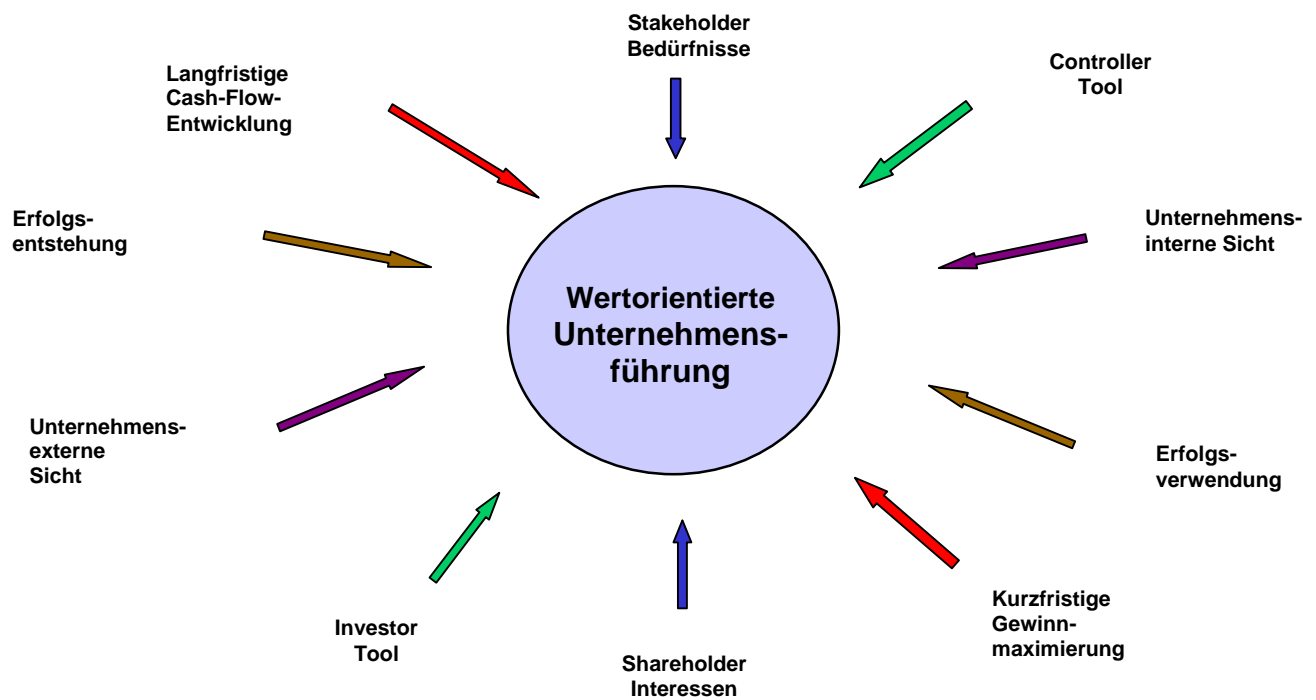 Stakeholder
Bedürfnisse
Langfristige
Cash-Flow-
Entwicklung
Controller
Tool
Erfolgs-
entstehung
Unternehmens-
interne Sicht
Wertorientierte
Unternehmens-
führung
Unternehmens-
externe
Sicht
Erfolgs-
verwendung
Investor
Tool
Shareholder
Interessen
Kurzfristige
Gewinn-
maximierung